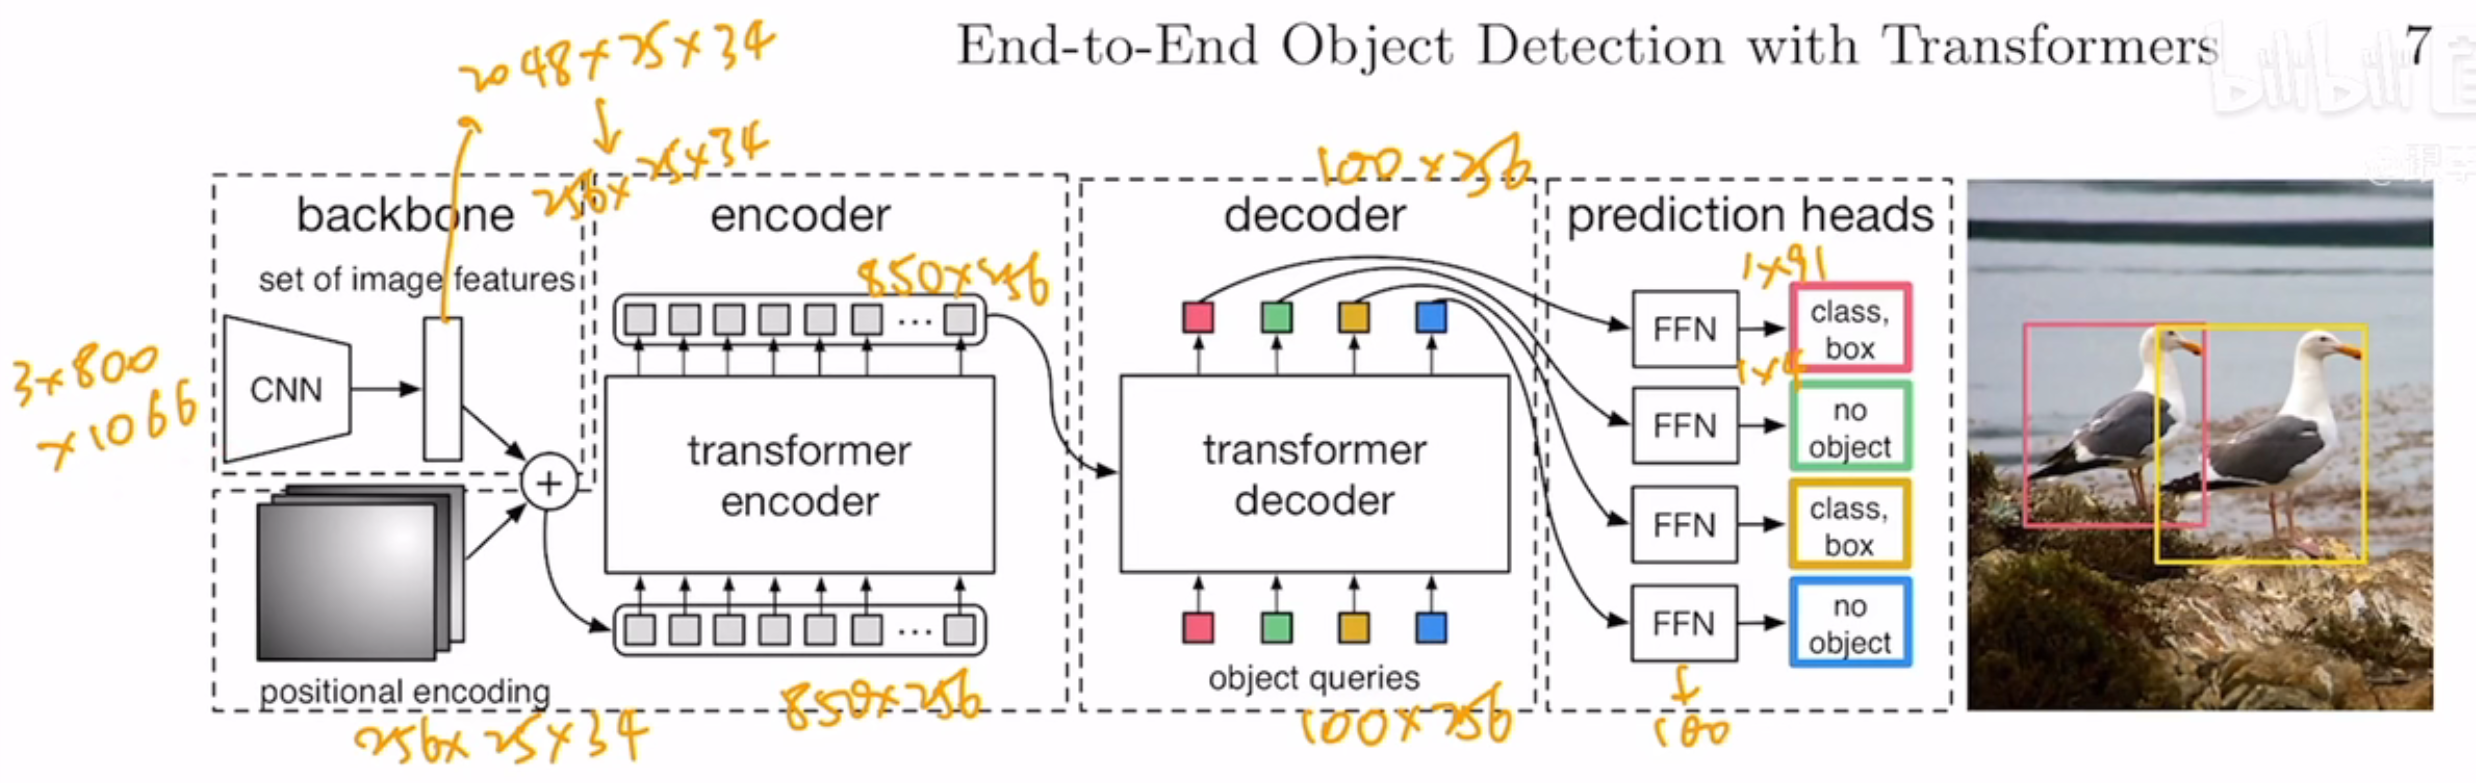 2048×25×34
End-to-End Object Detection with Transformers 7
bilibili
256×25×34
100×256
backbone
encoder
decoder
prediction heads
set of image features
850×256
1×91
3×800
×1066
CNN
transformer
encoder
transformer
decoder
FFN
class,
box
1×4
FFN
no
object
FFN
class,
box
FFN
no
object
+
...
...
positional encoding
256×25×34
850×256
object queries
100×256
100